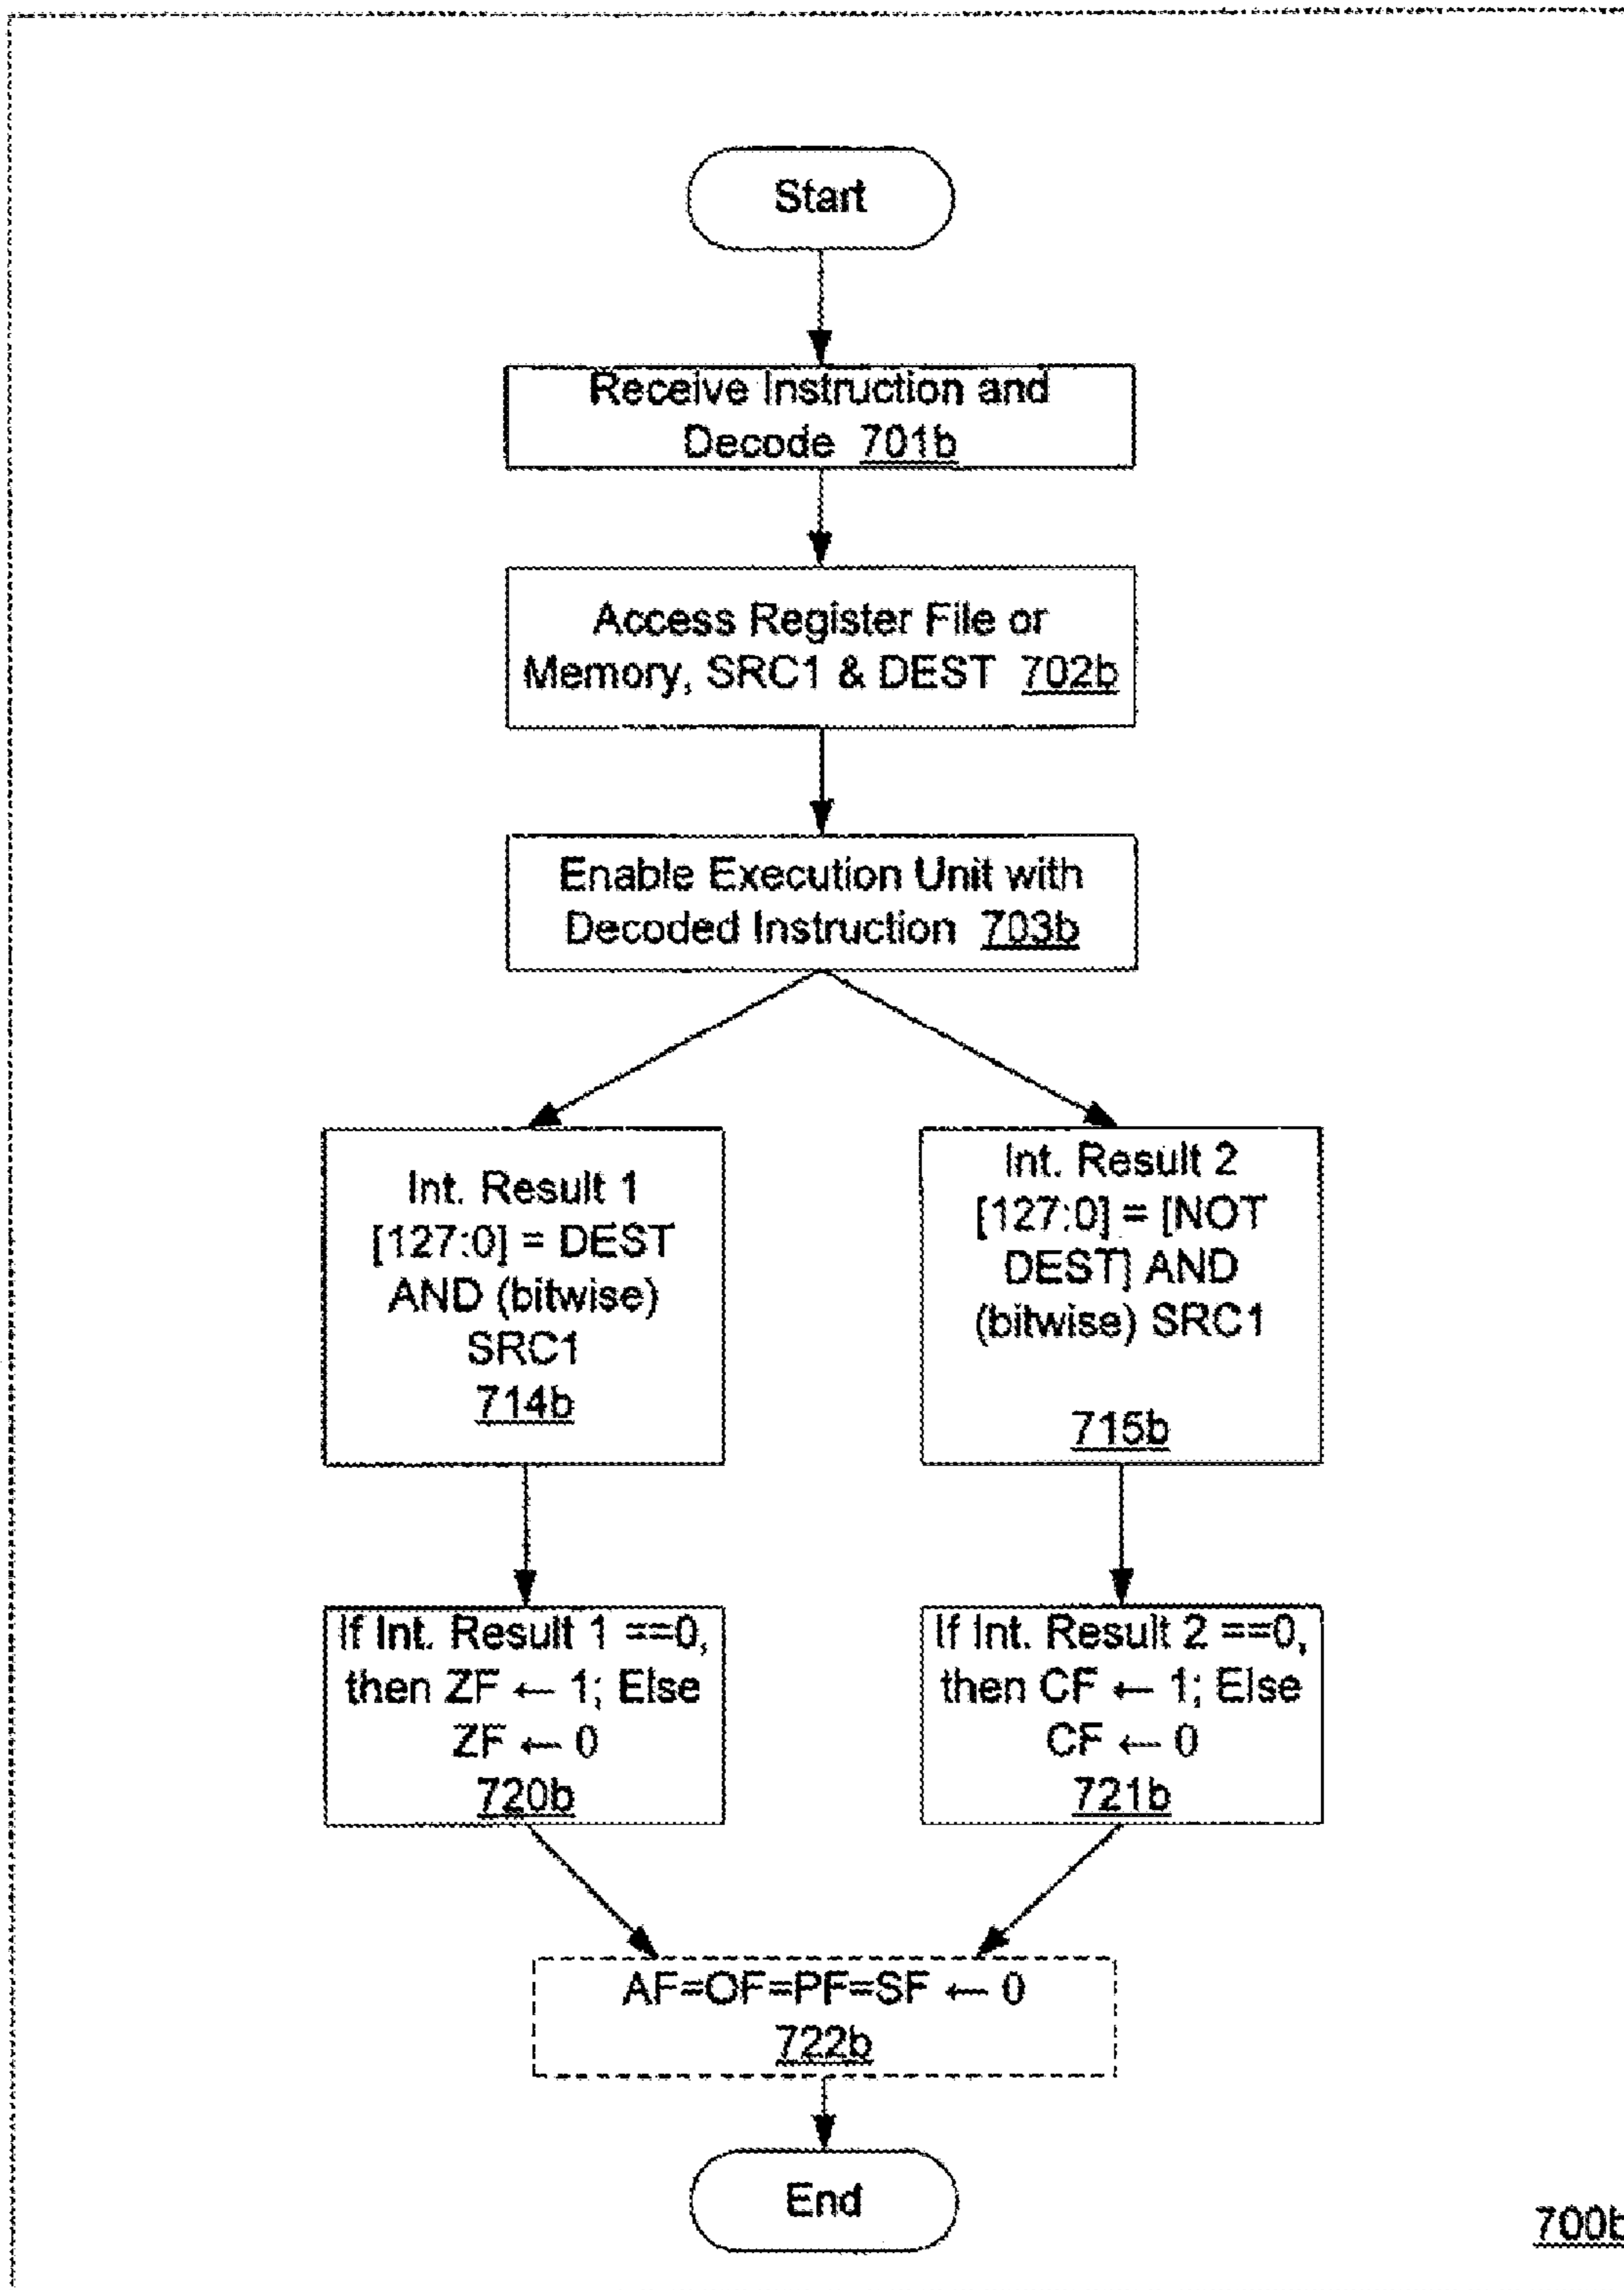 Start
Receive Instruction and
Decode 701b
Access Register File or
Memory, SRC1 & DEST 702b
Enable Execution Unit with
Decoded Instruction 703b
Int. Result 1
[127:0] = DEST
AND (bitwise)
SRC1
714b
Int. Result 2
[127:0] = [NOT
DEST] AND
(bitwise) SRC1
715b
If Int. Result 1 ==0,
then ZF ← 1; Else
ZF ← 0
720b
If Int. Result 2 ==0,
then CF ← 1; Else
CF ← 0
721b
AF=OF=PF=SF ← 0
722b
End
700b